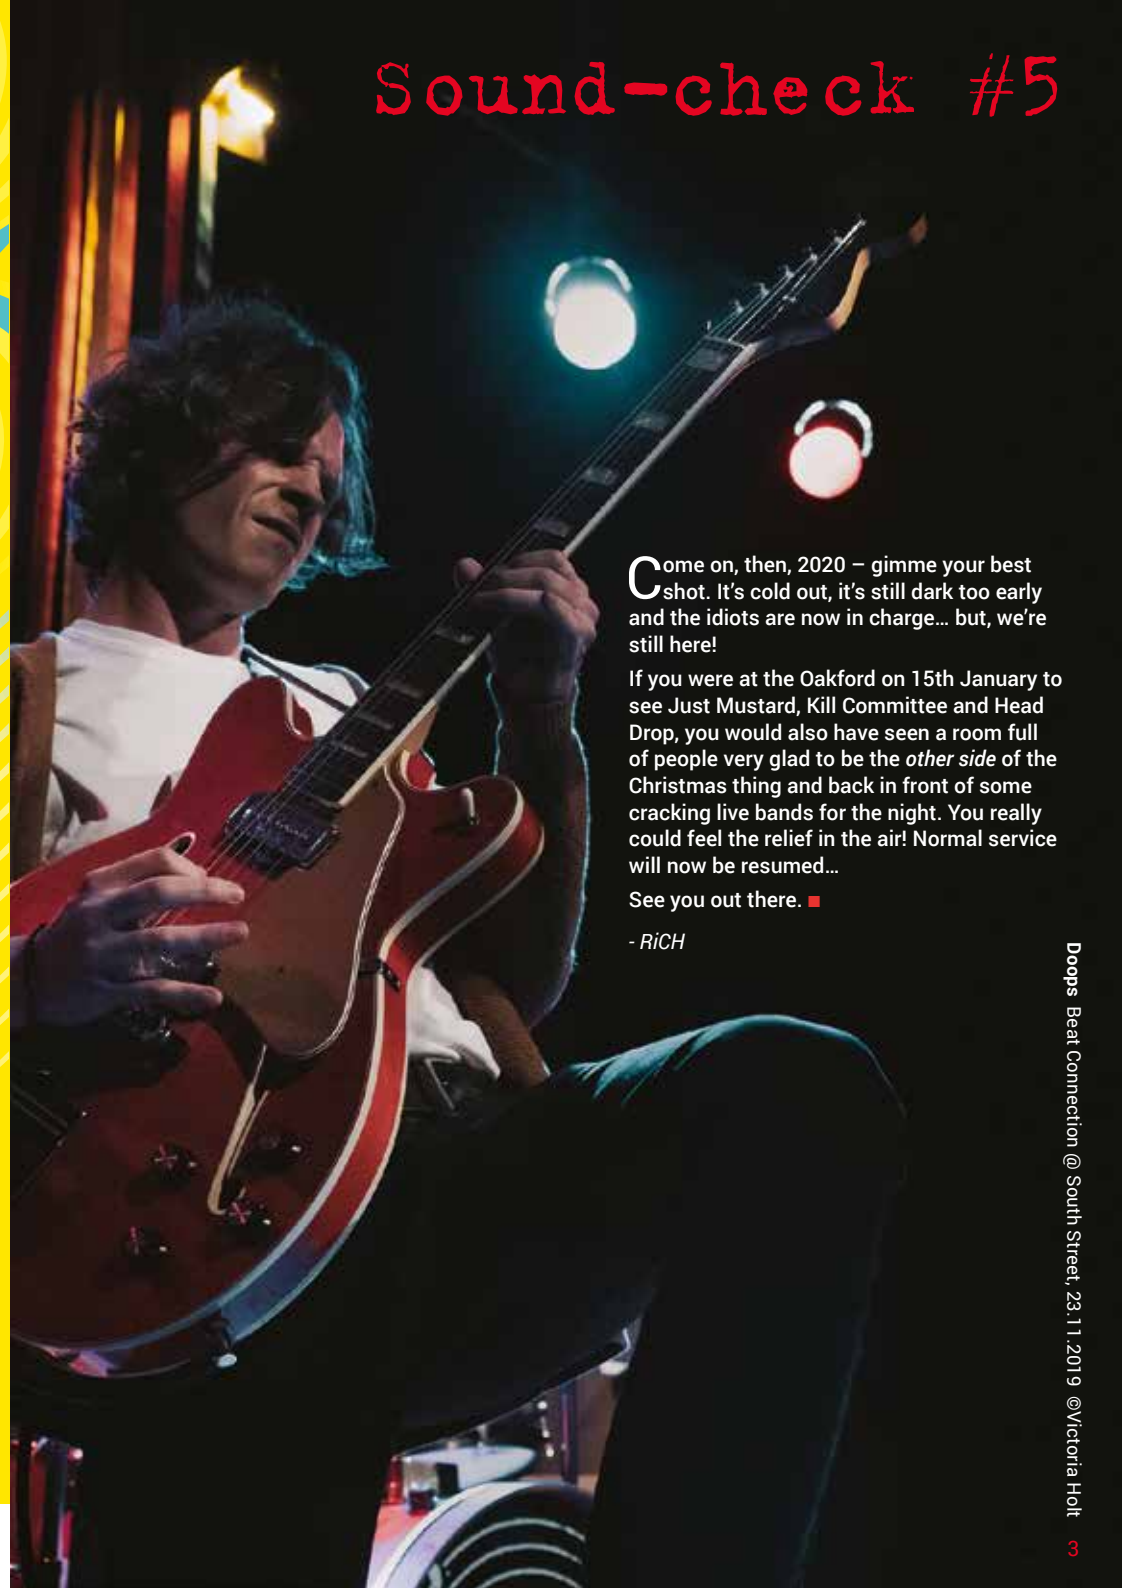 Sound-check #5
Come on, then, 2020 – gimme your best
shot. It’s cold out, it’s still dark too early
and the idiots are now in charge… but, we’re
still here!
If you were at the Oakford on 15th January to
see Just Mustard, Kill Committee and Head
Drop, you would also have seen a room full
of people very glad to be the other side of the
Christmas thing and back in front of some
cracking live bands for the night. You really
could feel the relief in the air! Normal service
will now be resumed…
See you out there. ■
- RiCH
Doops Beat Connection @ South Street, 23.11.2019 ©Victoria Holt
3